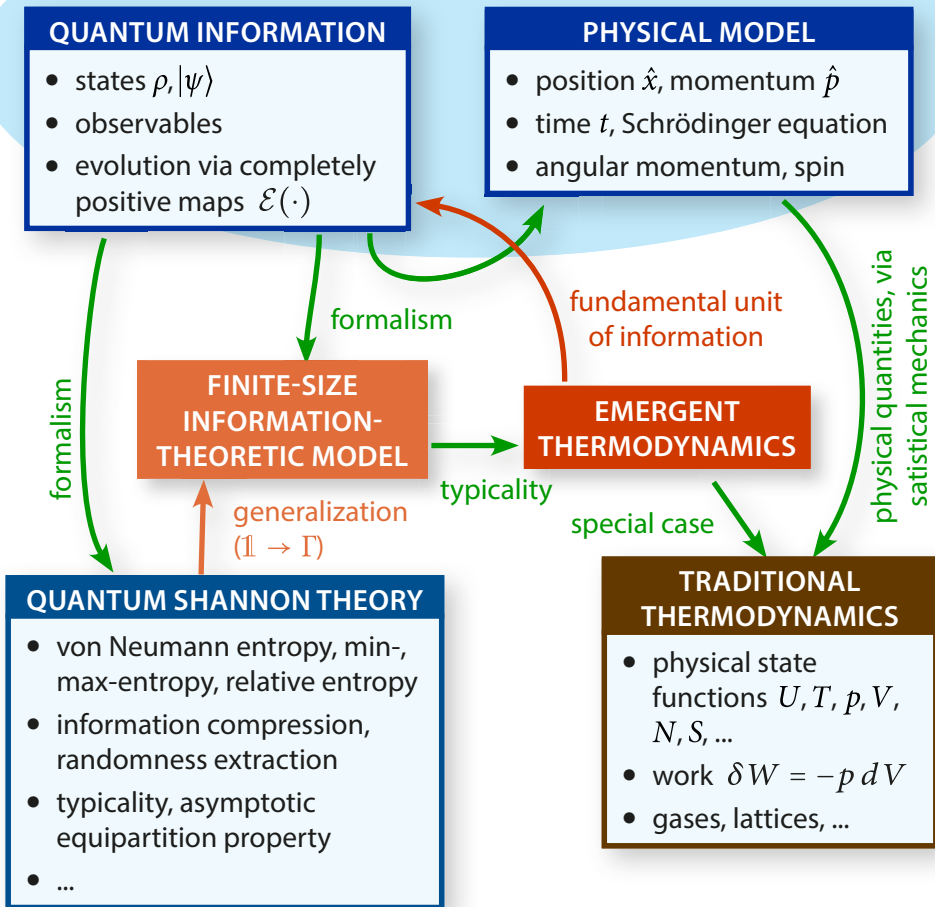 QUANTUM INFORMATION
• states ρ, |ψ⟩
• observables
• evolution via completely
positive maps ℰ(·)
PHYSICAL MODEL
• position x̂, momentum p̂
• time t, Schrödinger equation
• angular momentum, spin
formalism
fundamental unit
of information
physical quantities, via
satistical mechanics
formalism
FINITE-SIZE
INFORMATION-
THEORETIC MODEL
EMERGENT
THERMODYNAMICS
typicality
generalization
(𝟙 → Γ)
special case
QUANTUM SHANNON THEORY
• von Neumann entropy, min-,
max-entropy, relative entropy
• information compression,
randomness extraction
• typicality, asymptotic
equipartition property
• ...
TRADITIONAL
THERMODYNAMICS
• physical state
functions U, T, p, V,
N, S, ...
• work δW = −p dV
• gases, lattices, ...